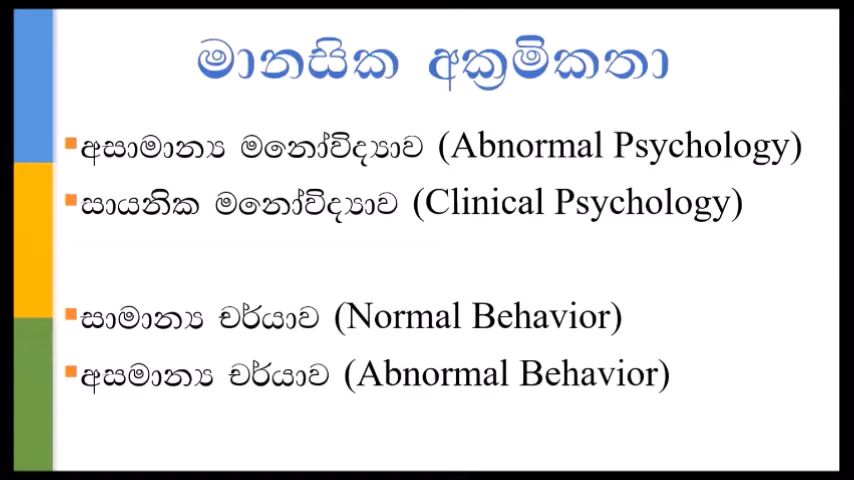 මානසික අක්‍රමිකතා
අසාමාන්‍ය මනෝවිද්‍යාව (Abnormal Psychology)
සායනික මනෝවිද්‍යාව (Clinical Psychology)
සාමාන්‍ය චර්යාව (Normal Behavior)
අසමාන්‍ය චර්යාව (Abnormal Behavior)